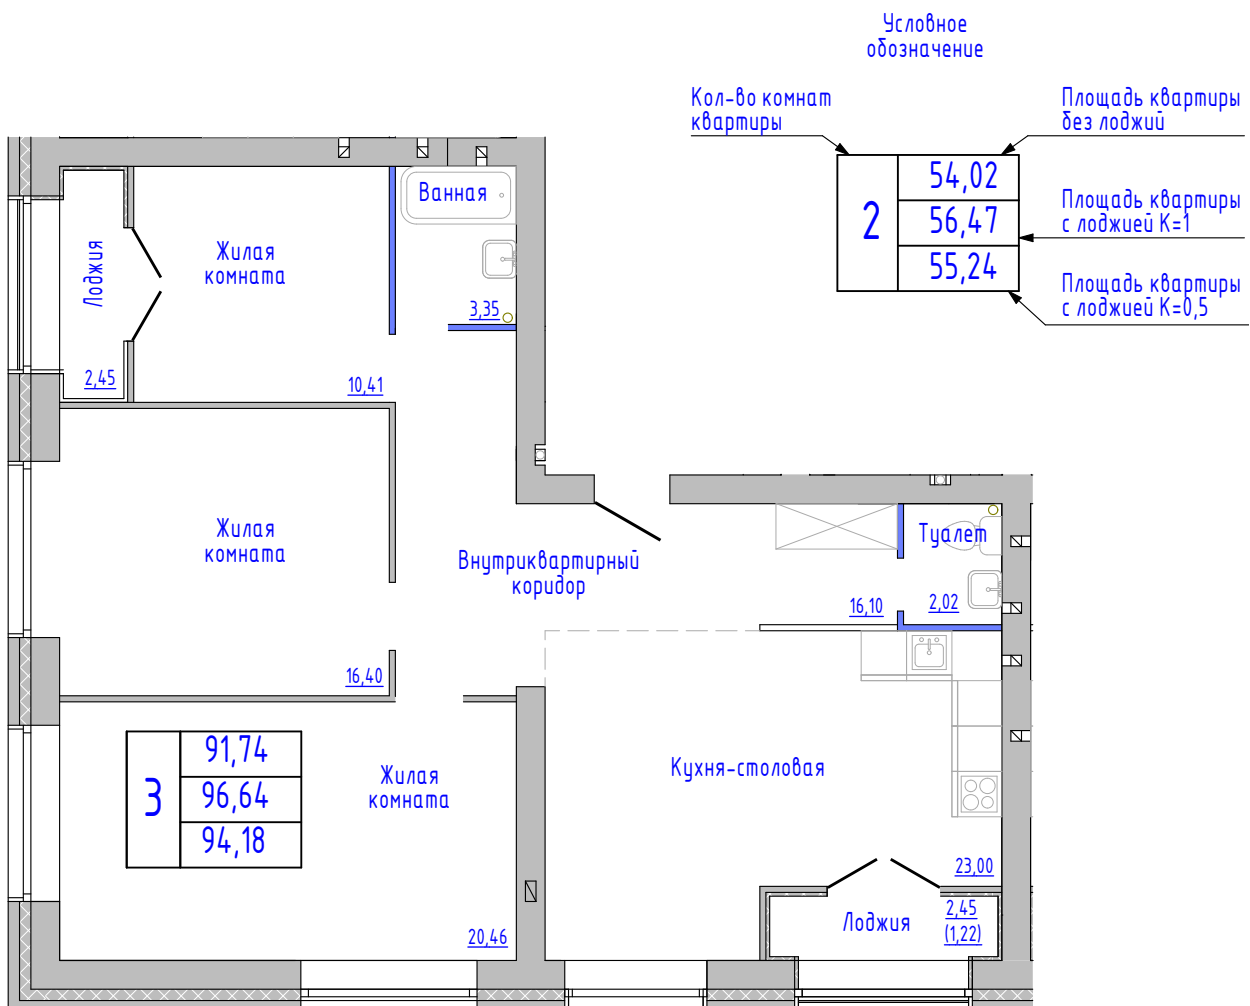 Условное
обозначение
Кол-во комнат
квартиры
Площадь квартиры
без лоджий
2
54,02
56,47
55,24
Площадь квартиры
с лоджией К=1
Площадь квартиры
с лоджией К=0,5
Ванная
3,35
Жилая
комната
10,41
Лоджия
2,45
Жилая
комната
16,40
Внутриквартирный
коридор
16,10
Туалет
2,02
3
91,74
96,64
94,18
Жилая
комната
20,46
Кухня-столовая
23,00
Лоджия
2,45
(1,22)